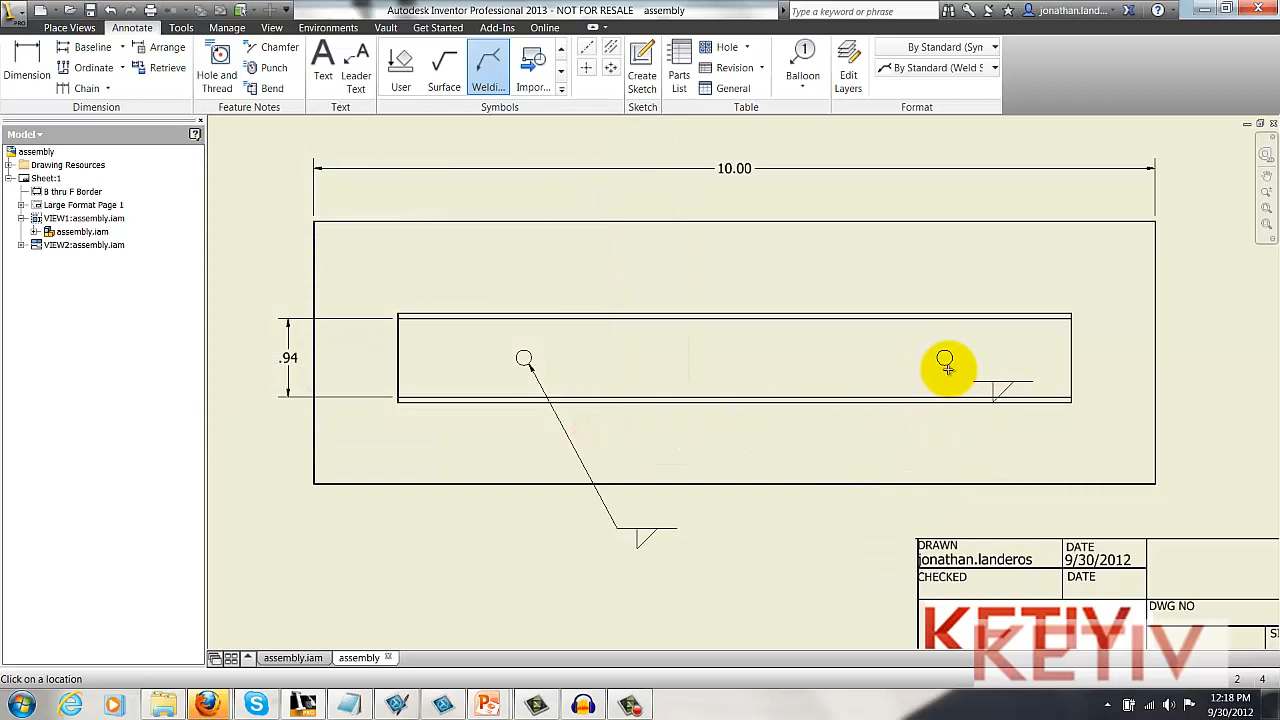 PRO
Autodesk Inventor Professional 2013 - NOT FOR RESALE assembly
Type a keyword or phrase
jonathan.land...
Place Views Annotate Tools Manage View Environments Vault Get Started Add-Ins Online
Dimension
Baseline
Ordinate
Chain
Arrange
Retrieve
Hole and Thread
Chamfer
Punch
Bend
Text
Leader Text
User
Surface
Weldi...
Impor...
Create Sketch
Parts List
Hole
Revision
General
Balloon
Edit Layers
By Standard (Syn
By Standard (Weld S
Dimension Feature Notes Text Symbols Sketch Table Format
Model
assembly
Drawing Resources
Sheet:1
B thru F Border
Large Format Page 1
VIEW1:assembly.iam
assembly.iam
VIEW2:assembly.iam
10.00
.94
DRAWN
jonathan.landeros
DATE
9/30/2012
CHECKED
DATE
DWG NO
KETIV
KETIV
assembly.iam assembly
Click on a location
2 4
12:18 PM
9/30/2012